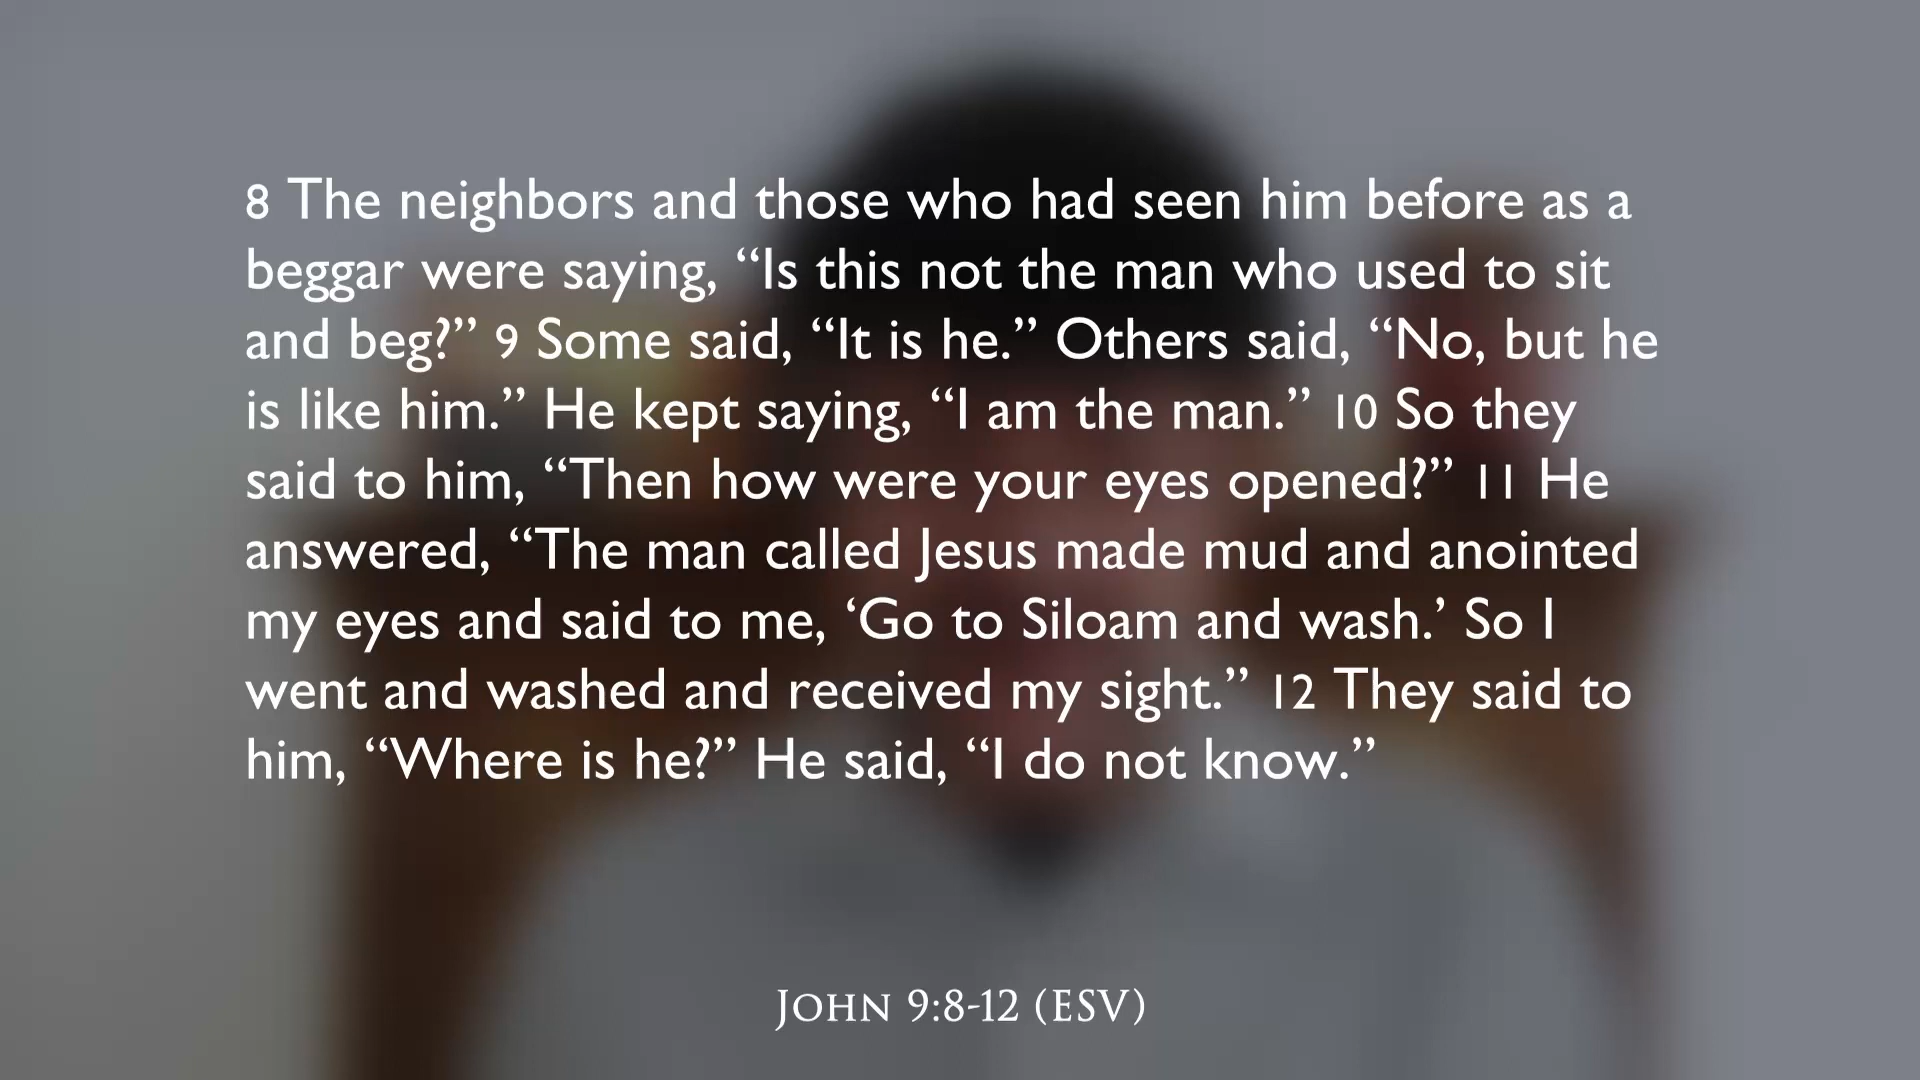 8 The neighbors and those who had seen him before as a
beggar were saying, “Is this not the man who used to sit
and beg?” 9 Some said, “It is he.” Others said, “No, but he
is like him.” He kept saying, “I am the man.” 10 So they
said to him, “Then how were your eyes opened?” 11 He
answered, “The man called Jesus made mud and anointed
my eyes and said to me, ‘Go to Siloam and wash.’ So I
went and washed and received my sight.” 12 They said to
him, “Where is he?” He said, “I do not know.”
John 9:8-12 (ESV)